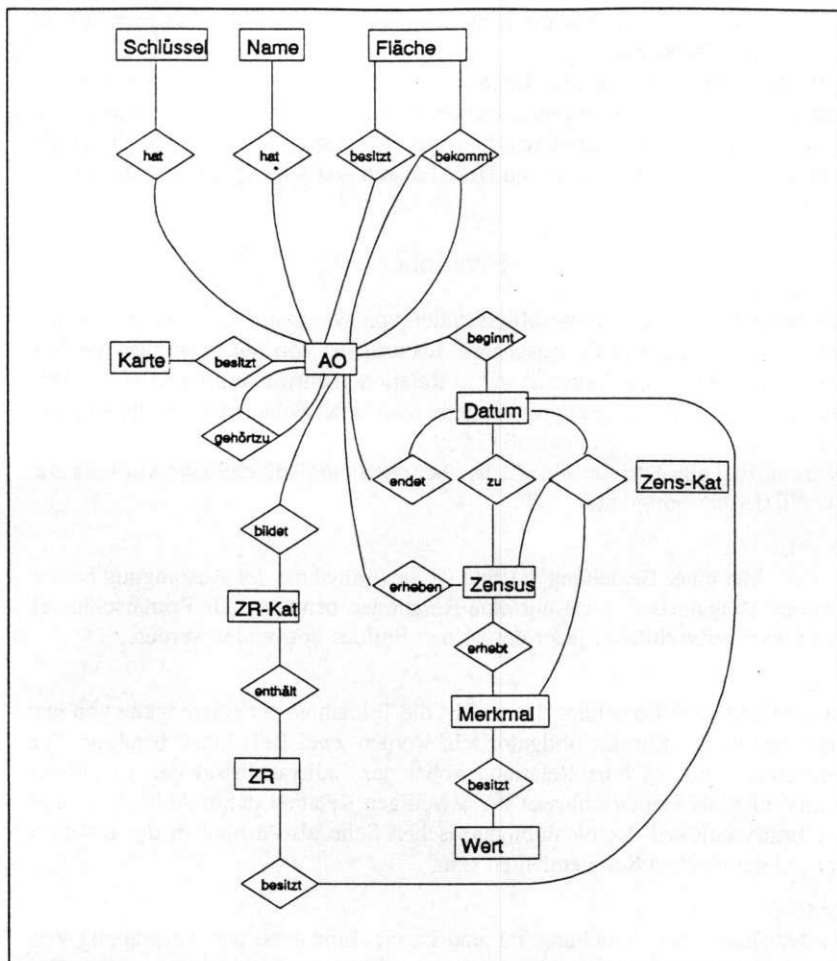 Schlüssel Name Fläche
hat hat besitzt bekommt
beginnt
Karte besitzt AO
Datum
gehörtzu
endet zu Zens-Kat
bildet
erheben Zensus
ZR-Kat
erhebt
enthält
Merkmal
ZR besitzt
Wert
besitzt